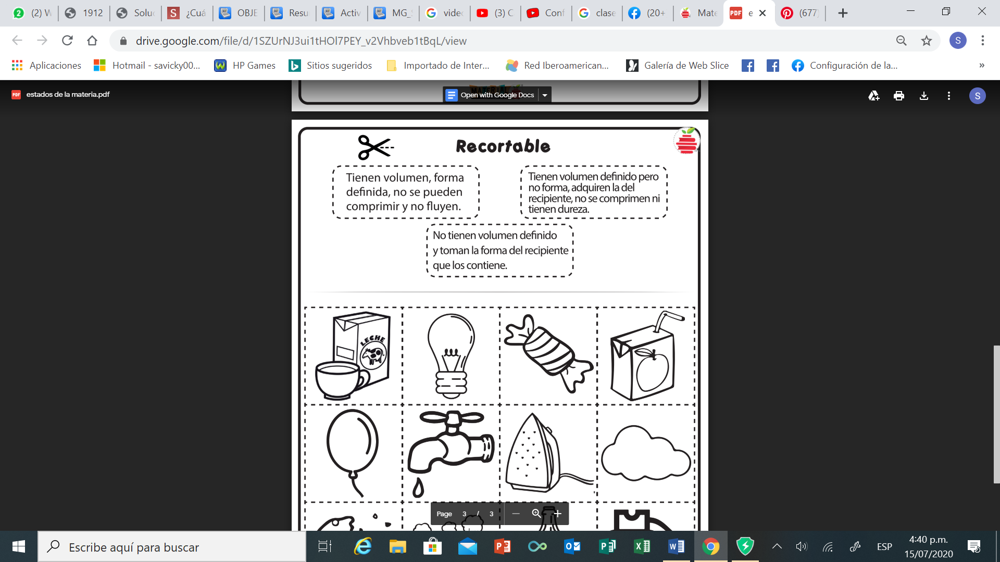 (2) W
1912
Soluc
¿Cuá
OBJE
Resu
Activ
MG_S
video
(3) C
Conf
clase
(20+
Mate
e
(677)
drive.google.com/file/d/1SZUrNJ3ui1tHOl7PEY_v2Vhbveb1tBqL/view
S
Aplicaciones
Hotmail - savicky00...
HP Games
Sitios sugeridos
Importado de Inter...
Red Iberoamerican...
Galería de Web Slice
Configuración de la...
»
PDF
estados de la materia.pdf
MATERIAL
Open with Google Docs
S
Recortable
Tienen volumen, forma
definida, no se pueden
comprimir y no fluyen.
Tienen volumen definido pero
no forma, adquiren la del
recipiente, no se comprimen ni
tienen dureza.
No tienen volumen definido
y toman la forma del recipiente
que los contiene.
LECHE
Page 3 / 3
Escribe aquí para buscar
ESP
4:40 p.m.
15/07/2020